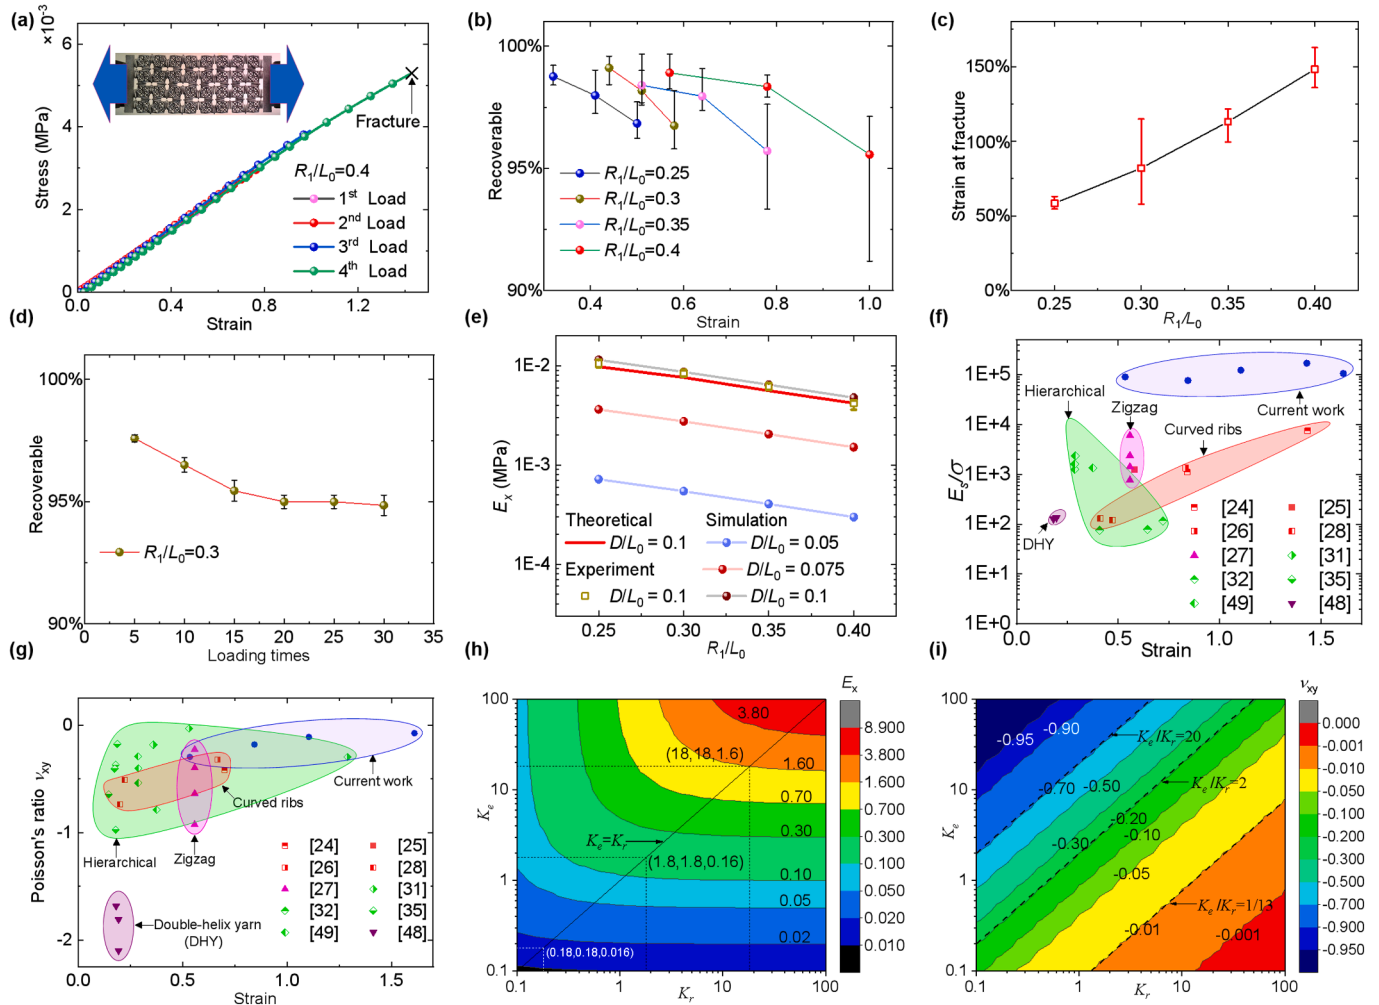 (a)
×10⁻³
6
4
2
0
Stress (MPa)
Fracture
R₁/L₀=0.4
1ˢᵗ Load
2ⁿᵈ Load
3ʳᵈ Load
4ᵗʰ Load
0.0
0.4
0.8
1.2
Strain
(b)
100%
95%
90%
Recoverable
R₁/L₀=0.25
R₁/L₀=0.3
R₁/L₀=0.35
R₁/L₀=0.4
0.4
0.6
0.8
1.0
Strain
(c)
150%
100%
50%
0%
Strain at fracture
0.25
0.30
0.35
0.40
R₁/L₀
(d)
100%
95%
90%
Recoverable
R₁/L₀=0.3
0
5
10
15
20
25
30
35
Loading times
(e)
1E-2
1E-3
1E-4
Eₓ (MPa)
Theoretical
D/L₀ = 0.1
Experiment
D/L₀ = 0.1
Simulation
D/L₀ = 0.05
D/L₀ = 0.075
D/L₀ = 0.1
0.25
0.30
0.35
0.40
R₁/L₀
(f)
1E+5
1E+4
1E+3
1E+2
1E+1
1E+0
Eₛ/σ
Hierarchical
Zigzag
Current work
Curved ribs
DHY
[24]
[25]
[26]
[28]
[27]
[31]
[32]
[35]
[49]
[48]
0.0
0.5
1.0
1.5
Strain
(g)
0
-1
-2
Poisson's ratio νxy
Current work
Curved ribs
Hierarchical
Zigzag
Double-helix yarn
(DHY)
[24]
[25]
[26]
[28]
[27]
[31]
[32]
[35]
[49]
[48]
0.0
0.5
1.0
1.5
Strain
(h)
100
10
1
0.1
Kₑ
3.80
(18,18,1.6)
1.60
0.70
0.30
Kₑ=Kᵣ
(1.8,1.8,0.16)
0.10
0.05
0.02
(0.18,0.18,0.016)
0.1
1
10
100
Kᵣ
Eₓ
8.900
3.800
1.600
0.700
0.300
0.100
0.050
0.020
0.010
(i)
100
10
1
0.1
Kₑ
-0.95
-0.90
Kₑ/Kᵣ=20
-0.70
-0.50
Kₑ/Kᵣ=2
-0.20
-0.10
-0.30
-0.05
Kₑ/Kᵣ=1/13
-0.01
-0.001
0.1
1
10
100
Kᵣ
νxy
0.000
-0.001
-0.010
-0.050
-0.100
-0.200
-0.300
-0.500
-0.700
-0.900
-0.950